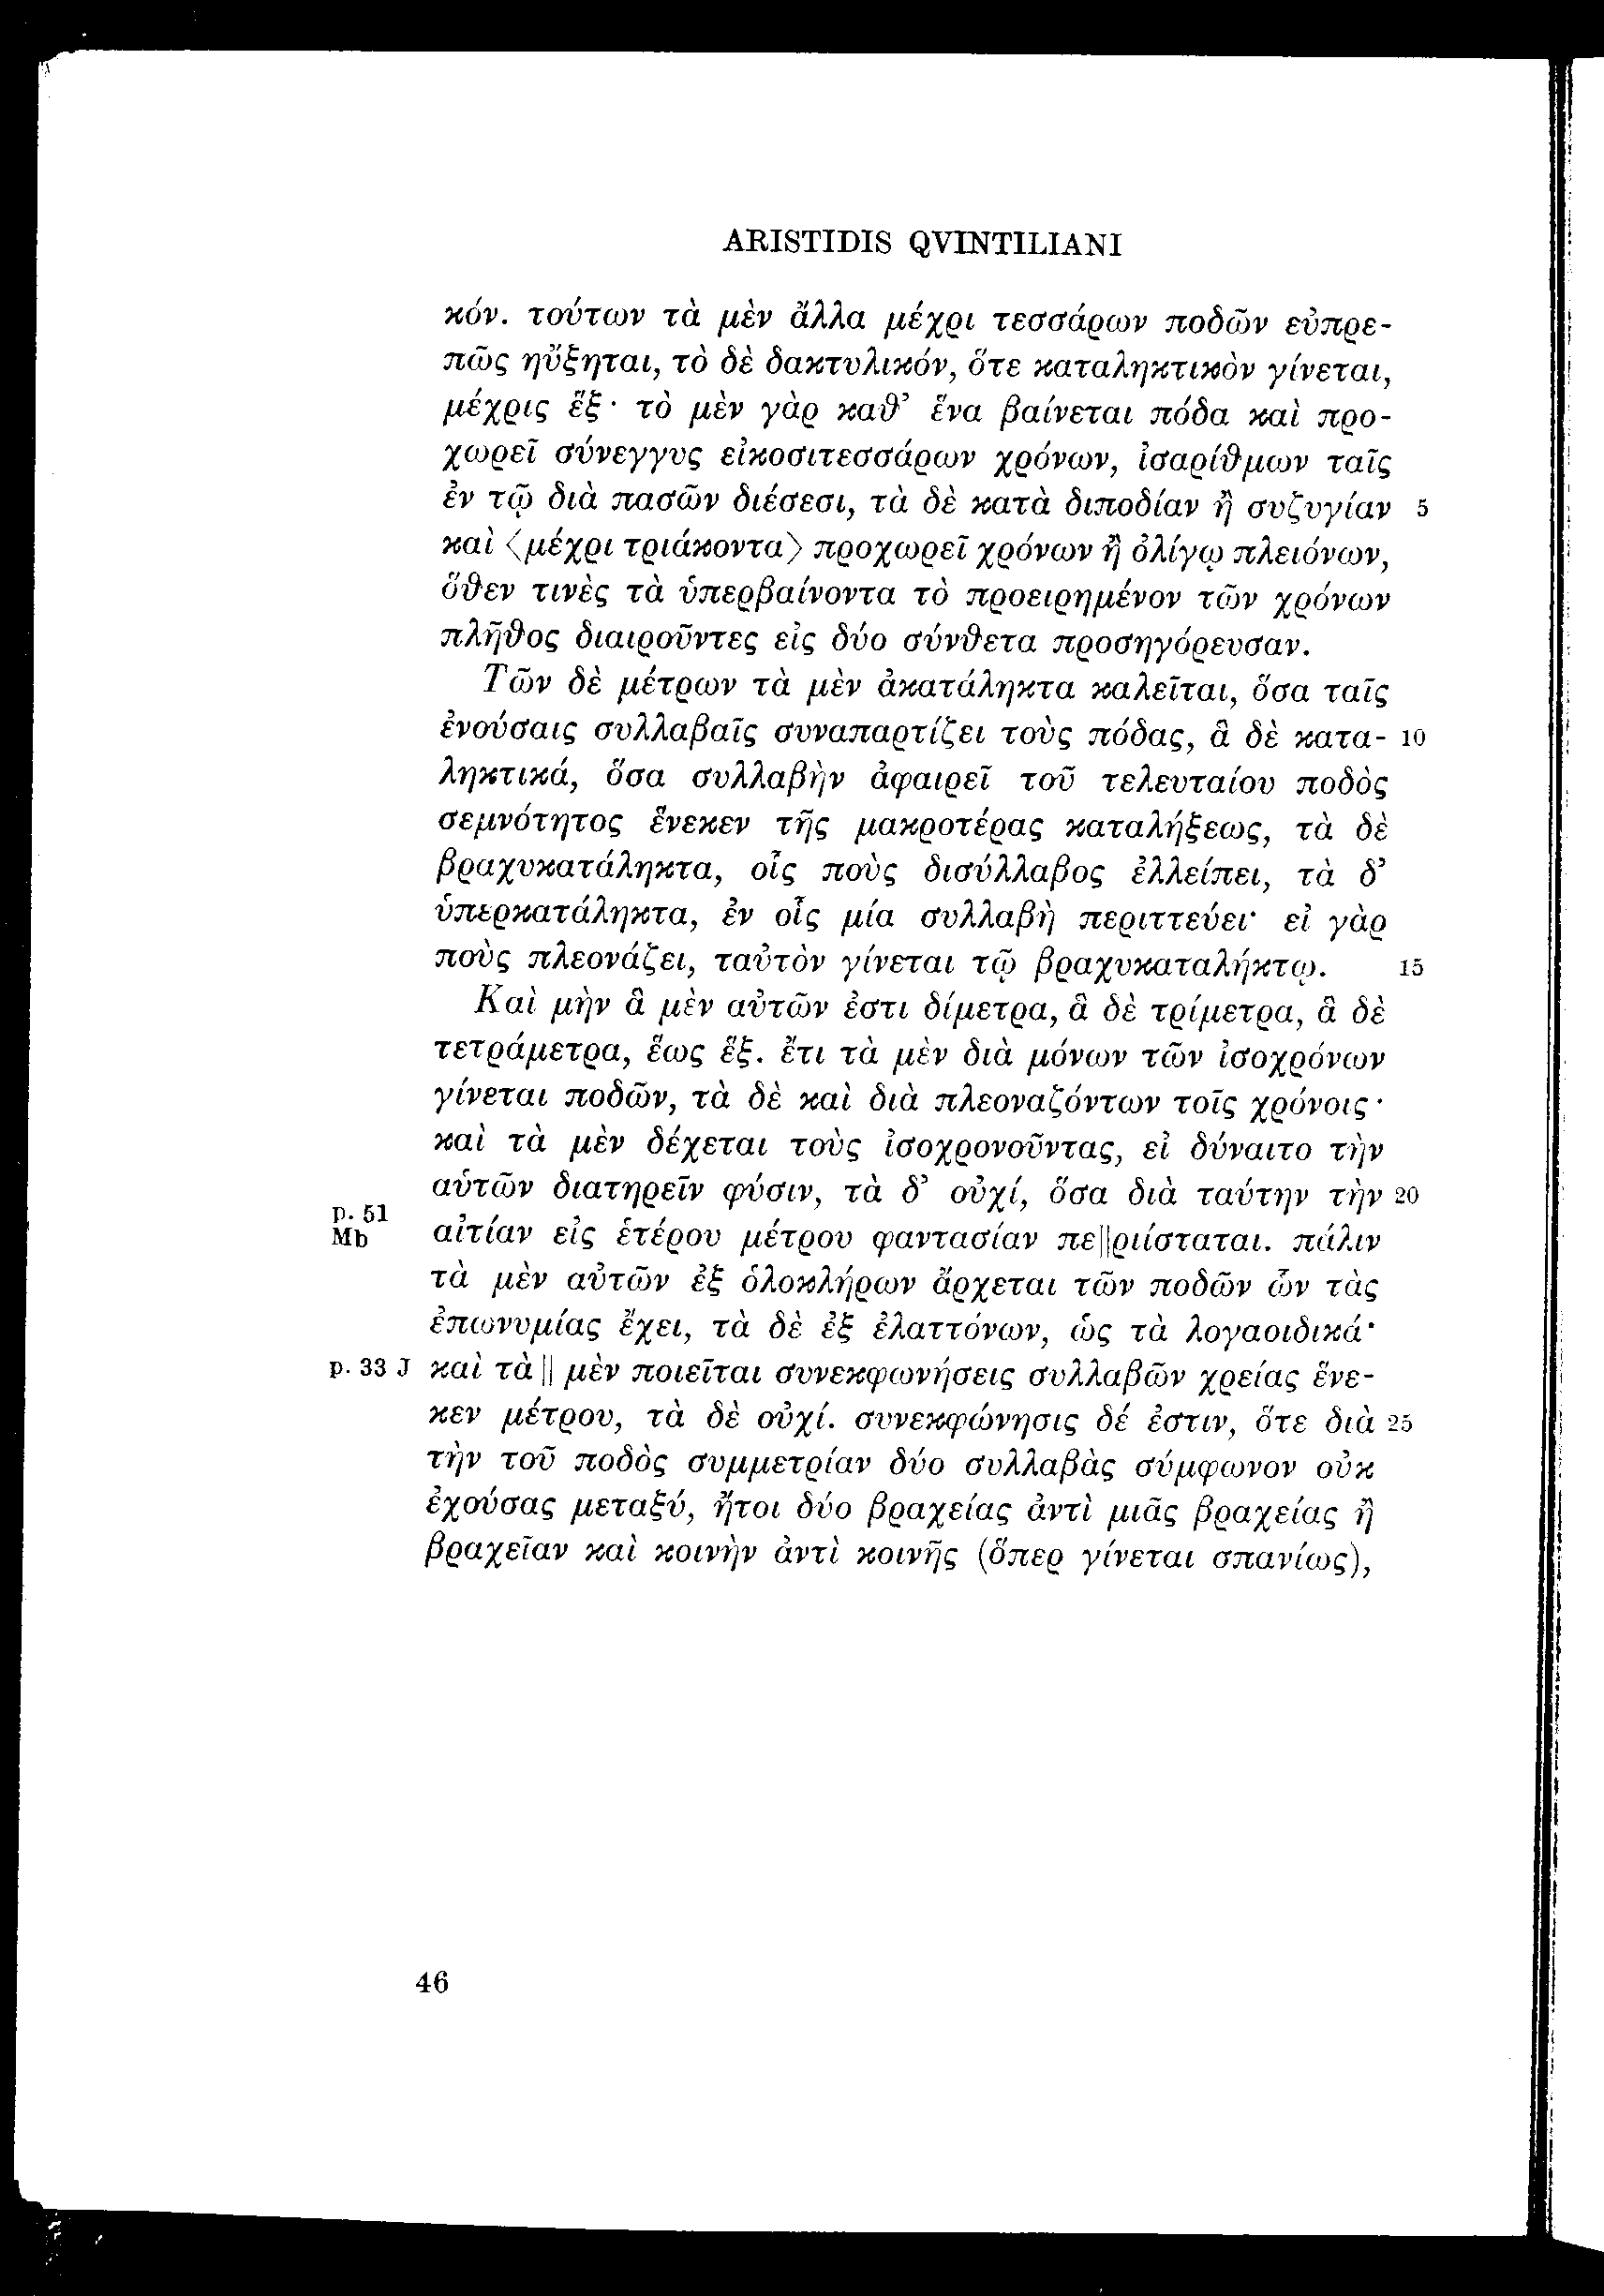 ARISTIDIS QVINTILIANI
κόν. τούτων τὰ μὲν ἄλλα μέχρι τεσσάρων ποδῶν εὐπρε-
πῶς ηὔξηται, τὸ δὲ δακτυλικόν, ὅτε καταληκτικὸν γίνεται,
μέχρις ἕξ· τὸ μὲν γὰρ καθ’ ἕνα βαίνεται πόδα καὶ προ-
χωρεῖ σύνεγγυς εἰκοσιτεσσάρων χρόνων, ἰσαρίθμων ταῖς
ἐν τῷ διὰ πασῶν διέσεσι, τὰ δὲ κατὰ διποδίαν ἢ συζυγίαν 5
καὶ ⟨μέχρι τριάκοντα⟩ προχωρεῖ χρόνων ἢ ὀλίγῳ πλειόνων,
ὅθεν τινὲς τὰ ὑπερβαίνοντα τὸ προειρημένον τῶν χρόνων
πλῆθος διαιροῦντες εἰς δύο σύνθετα προσηγόρευσαν.
Τῶν δὲ μέτρων τὰ μὲν ἀκατάληκτα καλεῖται, ὅσα ταῖς
ἐνούσαις συλλαβαῖς συναπαρτίζει τοὺς πόδας, ἃ δὲ κατα- 10
ληκτικά, ὅσα συλλαβὴν ἀφαιρεῖ τοῦ τελευταίου ποδὸς
σεμνότητος ἕνεκεν τῆς μακροτέρας καταλήξεως, τὰ δὲ
βραχυκατάληκτα, οἷς ποὺς δισύλλαβος ἐλλείπει, τὰ δ’
ὑπερκατάληκτα, ἐν οἷς μία συλλαβὴ περιττεύει· εἰ γὰρ
ποὺς πλεονάζει, ταὐτὸν γίνεται τῷ βραχυκαταλήκτῳ. 15
Καὶ μὴν ἃ μὲν αὐτῶν ἐστι δίμετρα, ἃ δὲ τρίμετρα, ἃ δὲ
τετράμετρα, ἕως ἕξ. ἔτι τὰ μὲν διὰ μόνων τῶν ἰσοχρόνων
γίνεται ποδῶν, τὰ δὲ καὶ διὰ πλεοναζόντων τοῖς χρόνοις·
καὶ τὰ μὲν δέχεται τοὺς ἰσοχρονοῦντας, εἰ δύναιτο τὴν
αὑτῶν διατηρεῖν φύσιν, τὰ δ’ οὐχί, ὅσα διὰ ταύτην τὴν 20
p. 51
Mb αἰτίαν εἰς ἑτέρου μέτρου φαντασίαν πε||ριίσταται. πάλιν
τὰ μὲν αὐτῶν ἐξ ὁλοκλήρων ἄρχεται τῶν ποδῶν ὧν τὰς
ἐπωνυμίας ἔχει, τὰ δὲ ἐξ ἐλαττόνων, ὡς τὰ λογαοιδικά·
p. 33 J καὶ τὰ || μὲν ποιεῖται συνεκφωνήσεις συλλαβῶν χρείας ἕνε-
κεν μέτρου, τὰ δὲ οὐχί. συνεκφώνησις δέ ἐστιν, ὅτε διὰ 25
τὴν τοῦ ποδὸς συμμετρίαν δύο συλλαβὰς σύμφωνον οὐκ
ἐχούσας μεταξύ, ἤτοι δύο βραχείας ἀντὶ μιᾶς βραχείας ἢ
βραχεῖαν καὶ κοινὴν ἀντὶ κοινῆς (ὅπερ γίνεται σπανίως),
46